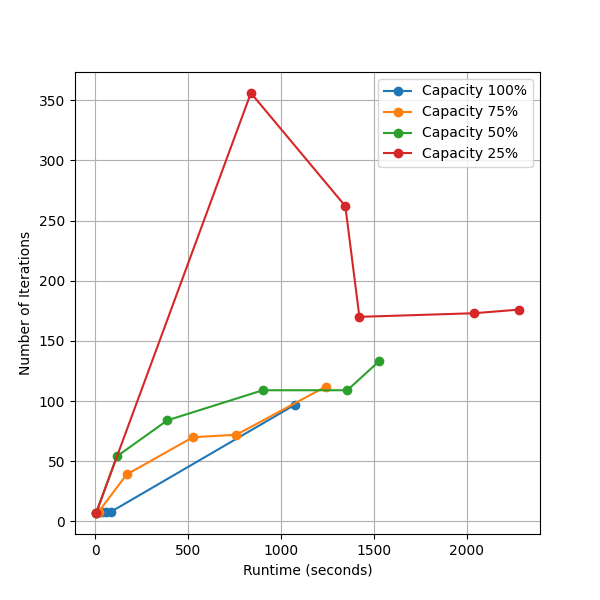 Capacity 100%
Capacity 75%
Capacity 50%
Capacity 25%
350
300
250
200
150
100
50
0
Number of Iterations
0 500 1000 1500 2000
Runtime (seconds)